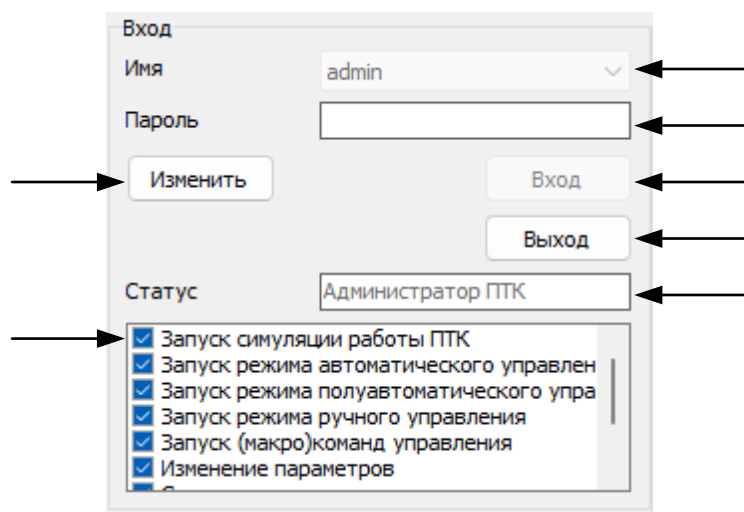 Вход
Имя admin
Пароль
Изменить Вход
Выход
Статус Администратор ПТК
Запуск симуляции работы ПТК
Запуск режима автоматического управлен
Запуск режима полуавтоматического упра
Запуск режима ручного управления
Запуск (макро)команд управления
Изменение параметров